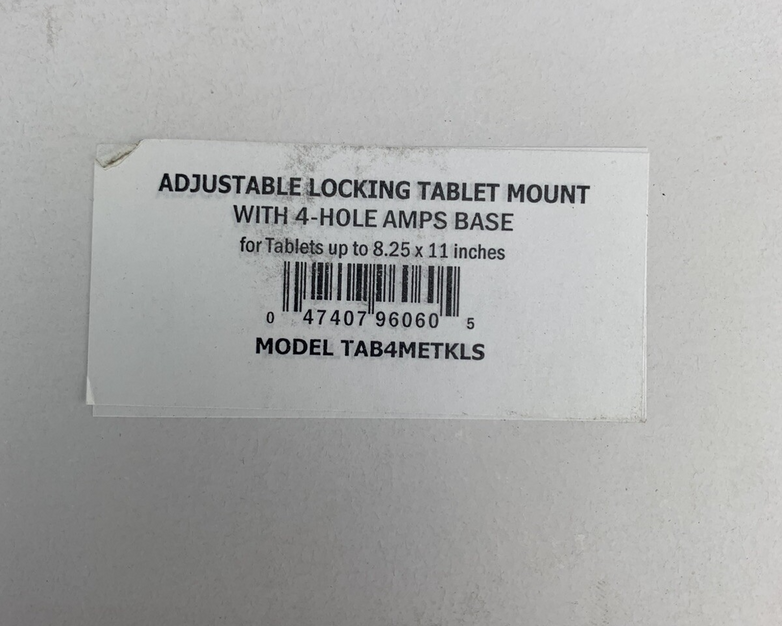 ADJUSTABLE LOCKING TABLET MOUNT
WITH 4-HOLE AMPS BASE
for Tablets up to 8.25 x 11 inches
0 47407 96060 5
MODEL TAB4METKLS